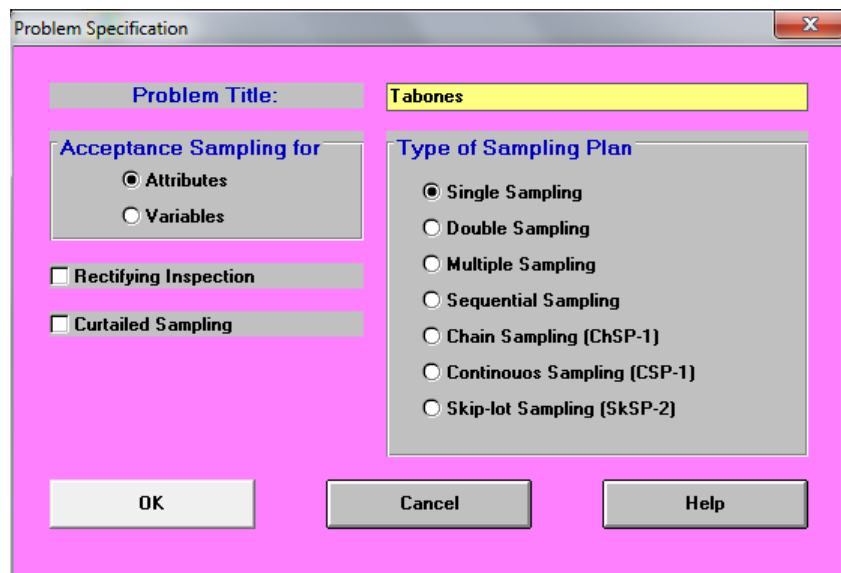 Problem Specification
Problem Title:
Tabones
Acceptance Sampling for
Attributes
Variables
Rectifying Inspection
Curtailed Sampling
Type of Sampling Plan
Single Sampling
Double Sampling
Multiple Sampling
Sequential Sampling
Chain Sampling (ChSP-1)
Continouos Sampling (CSP-1)
Skip-lot Sampling (SkSP-2)
OK
Cancel
Help